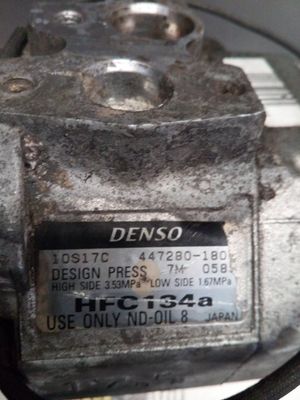 DENSO
10S17C 447280-180
DESIGN PRESS 7M 058
HIGH SIDE 3.53MPa LOW SIDE 1.67MPa
HFC134a
USE ONLY ND-OIL 8 JAPAN